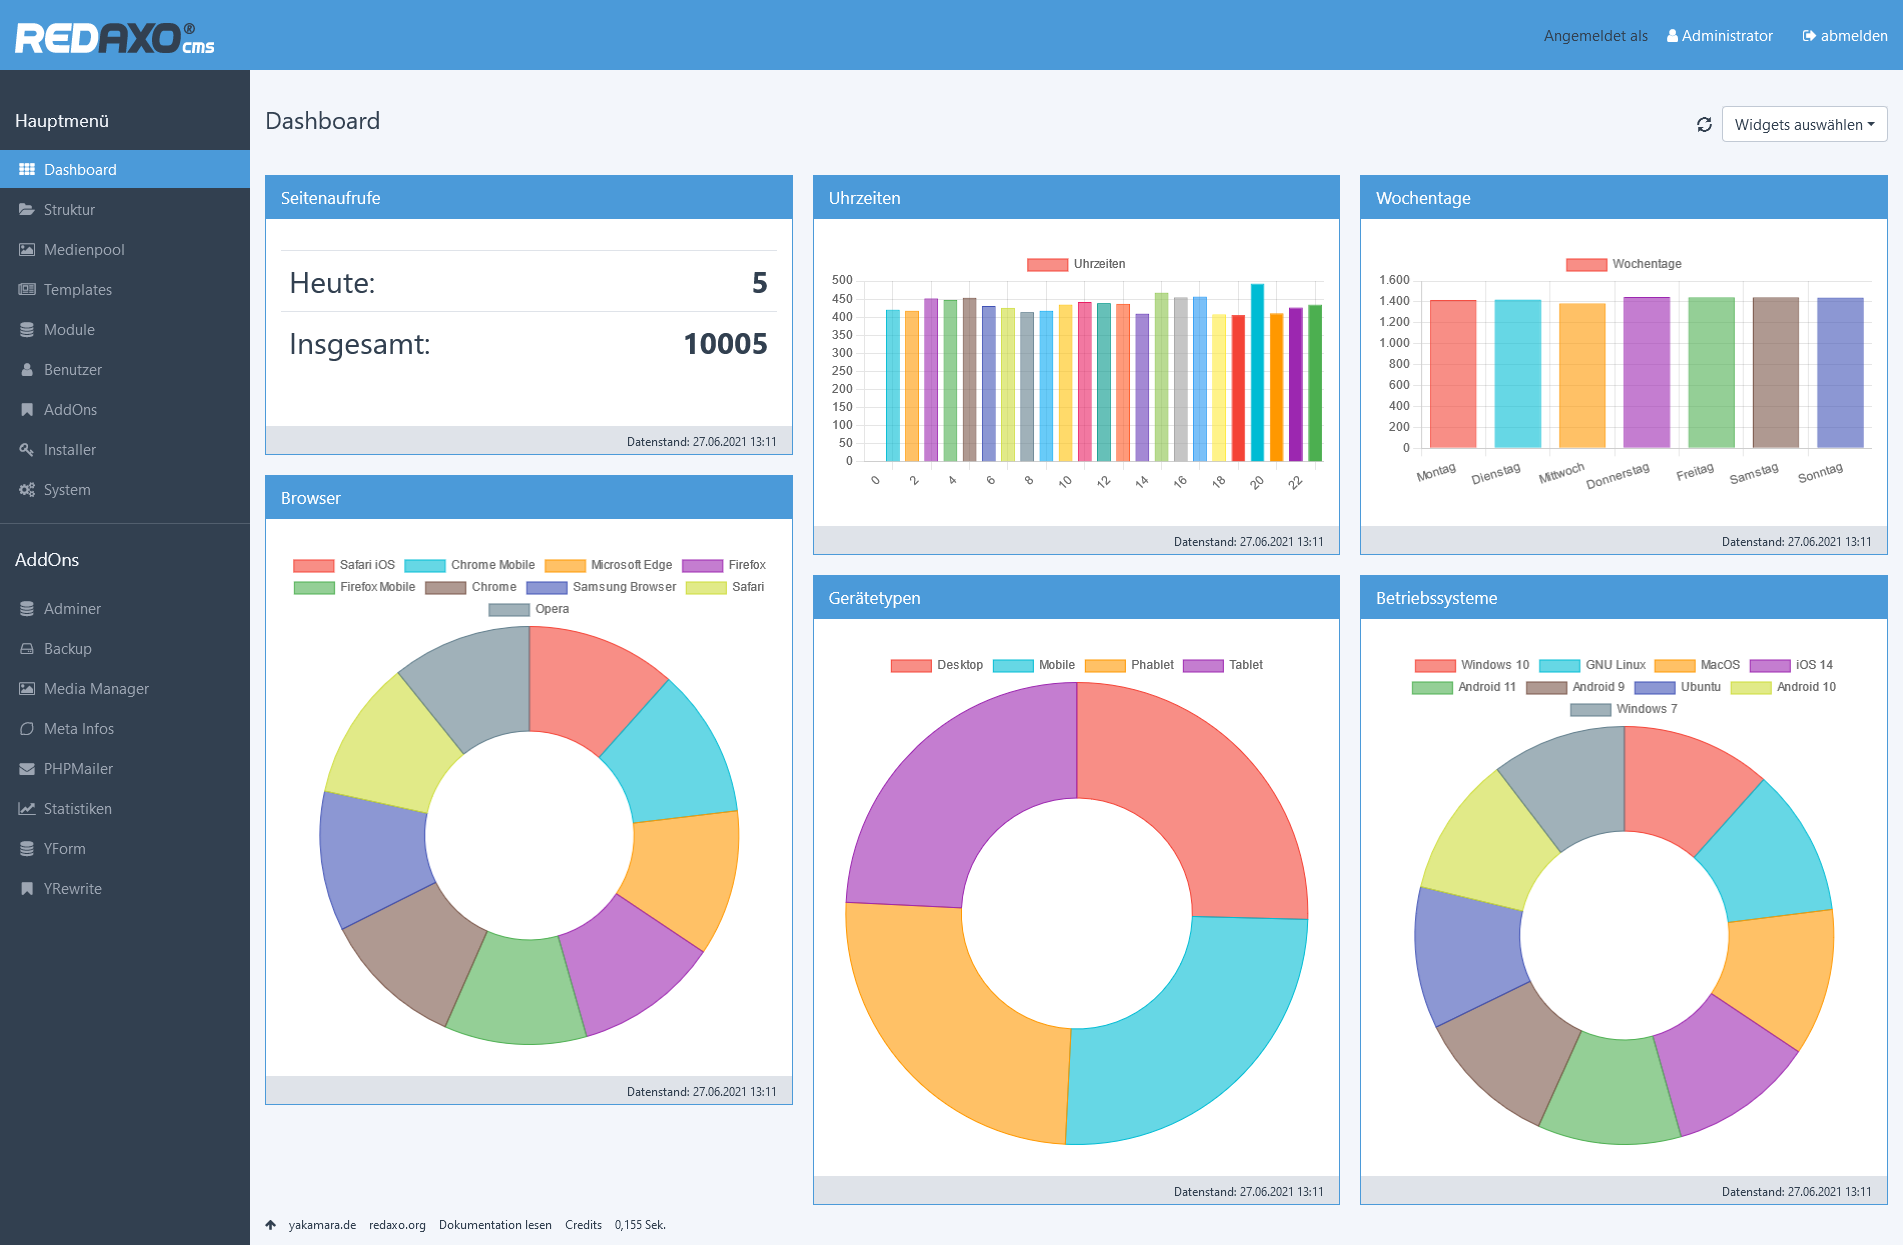 REDAXO® cms
Angemeldet als Administrator abmelden
Hauptmenü
Dashboard
Struktur
Medienpool
Templates
Module
Benutzer
AddOns
Installer
System
AddOns
Adminer
Backup
Media Manager
Meta Infos
PHPMailer
Statistiken
YForm
YRewrite
Dashboard
Widgets auswählen
Seitenaufrufe
Heute: 5
Insgesamt: 10005
Datenstand: 27.06.2021 13:11
Uhrzeiten
Uhrzeiten
500
450
400
350
300
250
200
150
100
50
0
0 2 4 6 8 10 12 14 16 18 20 22
Datenstand: 27.06.2021 13:11
Wochentage
Wochentage
1.600
1.400
1.200
1.000
800
600
400
200
0
Montag Dienstag Mittwoch Donnerstag Freitag Samstag Sonntag
Datenstand: 27.06.2021 13:11
Browser
Safari iOS Chrome Mobile Microsoft Edge Firefox
Firefox Mobile Chrome Samsung Browser Safari
Opera
Datenstand: 27.06.2021 13:11
Gerätetypen
Desktop Mobile Phablet Tablet
Datenstand: 27.06.2021 13:11
Betriebssysteme
Windows 10 GNU Linux MacOS iOS 14
Android 11 Android 9 Ubuntu Android 10
Windows 7
Datenstand: 27.06.2021 13:11
yakamara.de redaxo.org Dokumentation lesen Credits 0,155 Sek.